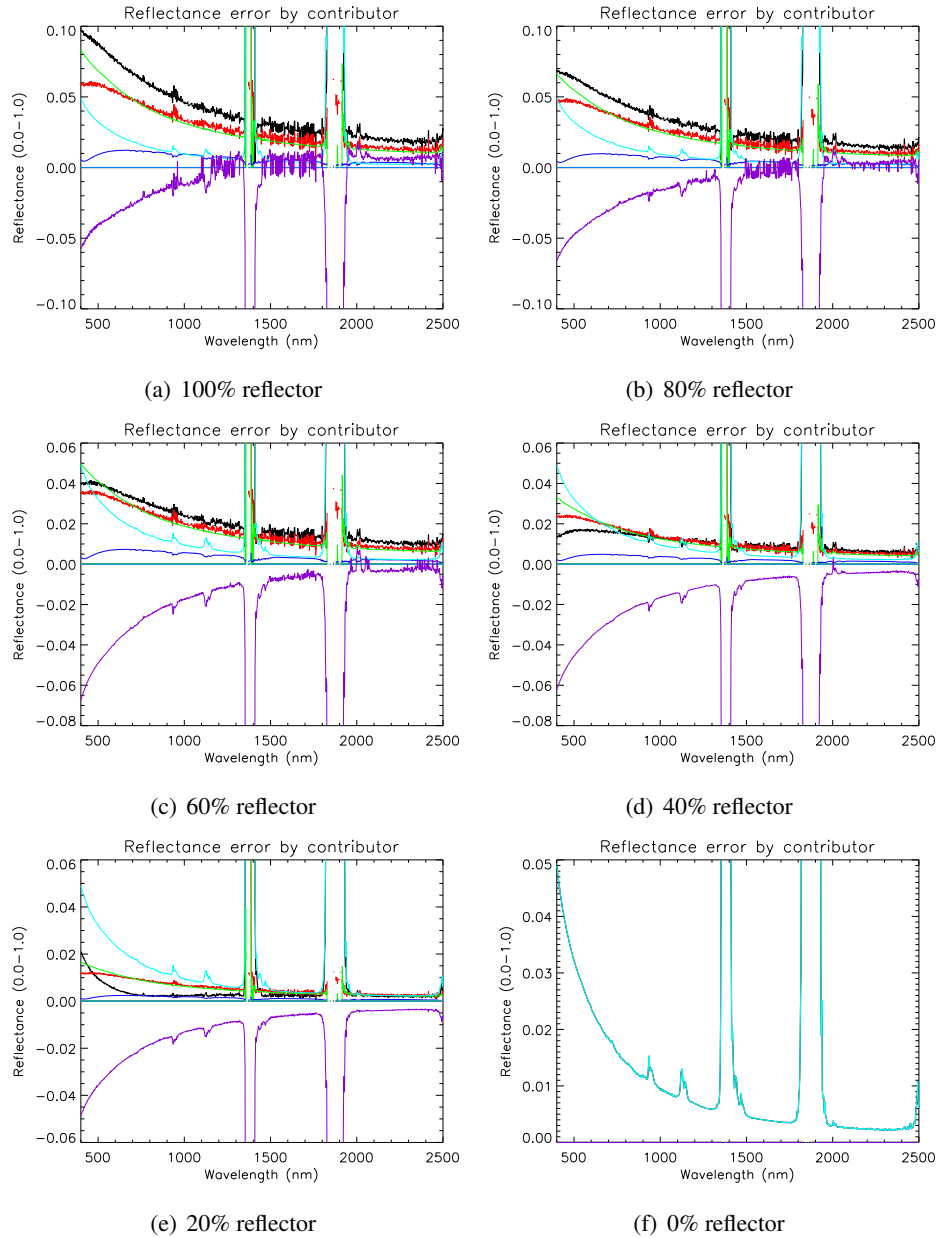 Reflectance error by contributor
Reflectance (0.0–1.0)
0.10
0.05
0.00
−0.05
−0.10
500 1000 1500 2000 2500
Wavelength (nm)
(a) 100% reflector
Reflectance error by contributor
Reflectance (0.0–1.0)
0.10
0.05
0.00
−0.05
−0.10
500 1000 1500 2000 2500
Wavelength (nm)
(b) 80% reflector
Reflectance error by contributor
Reflectance (0.0–1.0)
0.06
0.04
0.02
0.00
−0.02
−0.04
−0.06
−0.08
500 1000 1500 2000 2500
Wavelength (nm)
(c) 60% reflector
Reflectance error by contributor
Reflectance (0.0–1.0)
0.06
0.04
0.02
0.00
−0.02
−0.04
−0.06
−0.08
500 1000 1500 2000 2500
Wavelength (nm)
(d) 40% reflector
Reflectance error by contributor
Reflectance (0.0–1.0)
0.06
0.04
0.02
0.00
−0.02
−0.04
−0.06
500 1000 1500 2000 2500
Wavelength (nm)
(e) 20% reflector
Reflectance error by contributor
Reflectance (0.0–1.0)
0.05
0.04
0.03
0.02
0.01
0.00
500 1000 1500 2000 2500
Wavelength (nm)
(f) 0% reflector